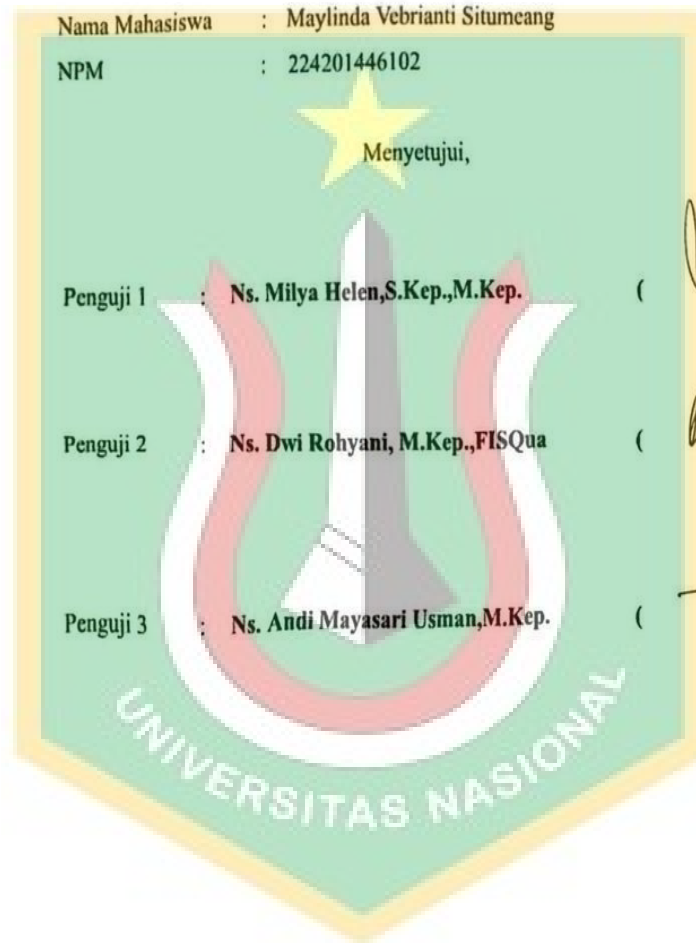 Nama Mahasiswa : Maylinda Vebrianti Situmeang
NPM : 224201446102
Menyetujui,
Penguji 1 : Ns. Milya Helen,S.Kep.,M.Kep. (
Penguji 2 : Ns. Dwi Rohyani, M.Kep.,FISQua (
Penguji 3 : Ns. Andi Mayasari Usman,M.Kep. (
UNIVERSITAS NASIONAL